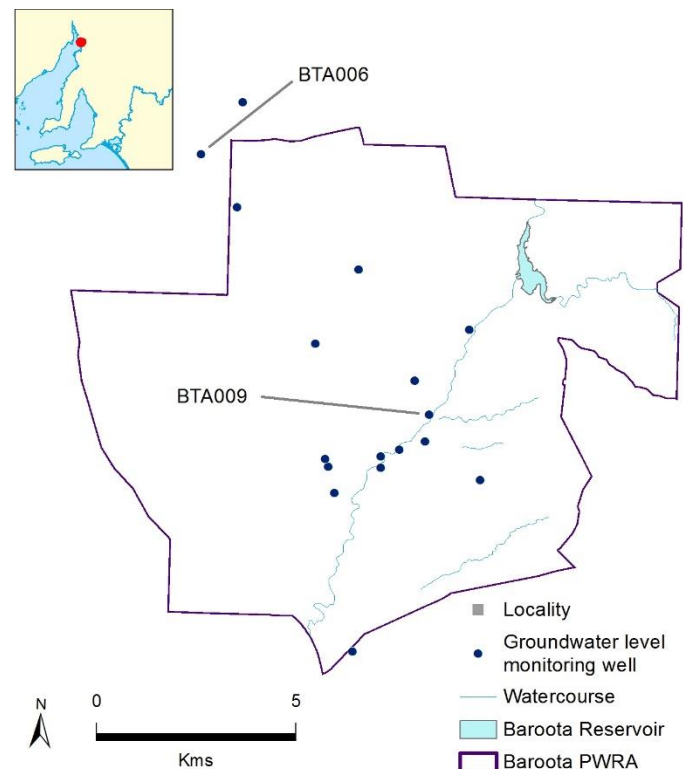 BTA006
BTA009
Locality
Groundwater level
monitoring well
Watercourse
Baroota Reservoir
Baroota PWRA
N
0
5
Kms